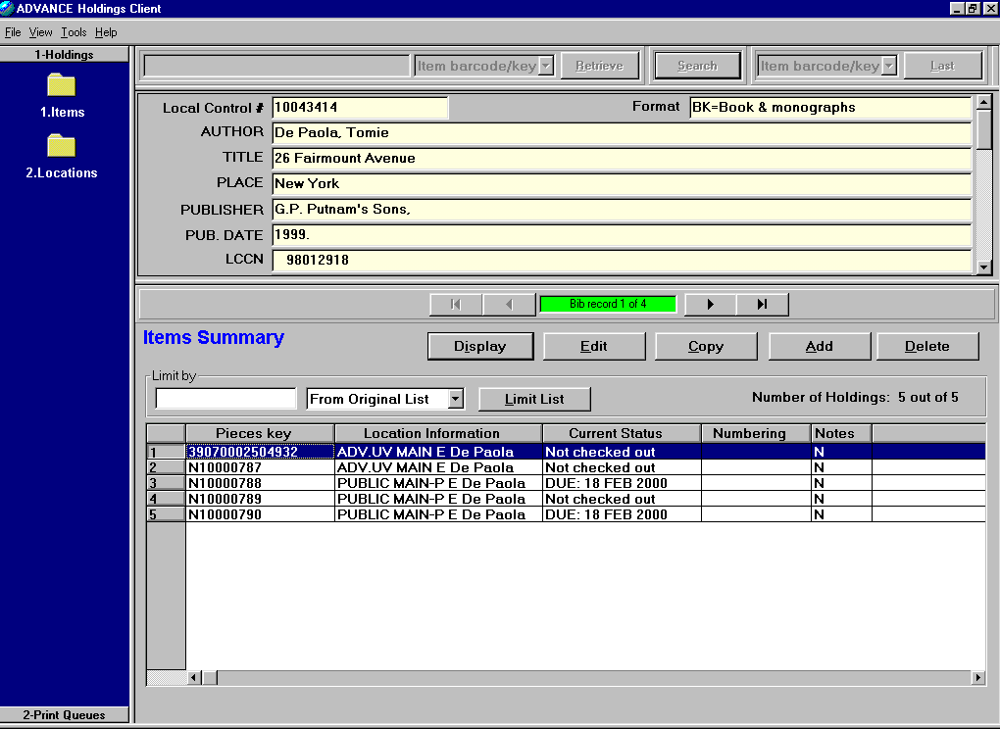 ADVANCE Holdings Client
File View Tools Help
1-Holdings
1.Items
2.Locations
2-Print Queues
Item barcode/key Retrieve Search Item barcode/key Last
Local Control # 10043414 Format BK=Book & monographs
AUTHOR De Paola, Tomie
TITLE 26 Fairmount Avenue
PLACE New York
PUBLISHER G.P. Putnam's Sons,
PUB. DATE 1999.
LCCN 98012918
Bib record 1 of 4
Items Summary Display Edit Copy Add Delete
Limit by
From Original List Limit List Number of Holdings: 5 out of 5
Pieces key Location Information Current Status Numbering Notes
1 39070002504932 ADV.UV MAIN E De Paola Not checked out N
2 N10000787 ADV.UV MAIN E De Paola Not checked out N
3 N10000788 PUBLIC MAIN-P E De Paola DUE: 18 FEB 2000 N
4 N10000789 PUBLIC MAIN-P E De Paola Not checked out N
5 N10000790 PUBLIC MAIN-P E De Paola DUE: 18 FEB 2000 N